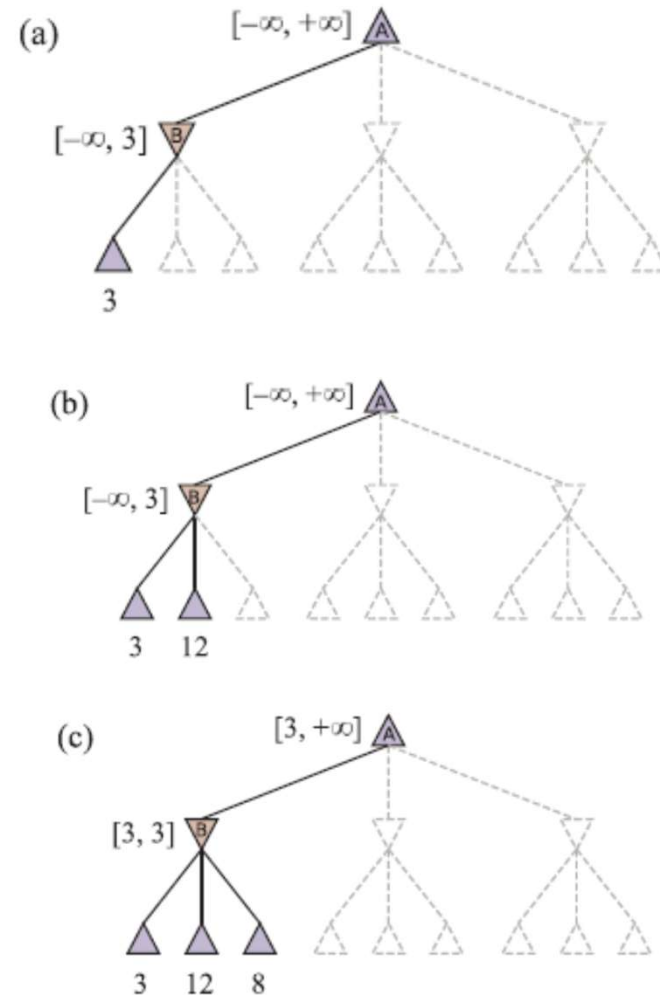 (a)
[−∞, +∞] A
[−∞, 3] B
3
(b)
[−∞, +∞] A
[−∞, 3] B
3 12
(c)
[3, +∞] A
[3, 3] B
3 12 8